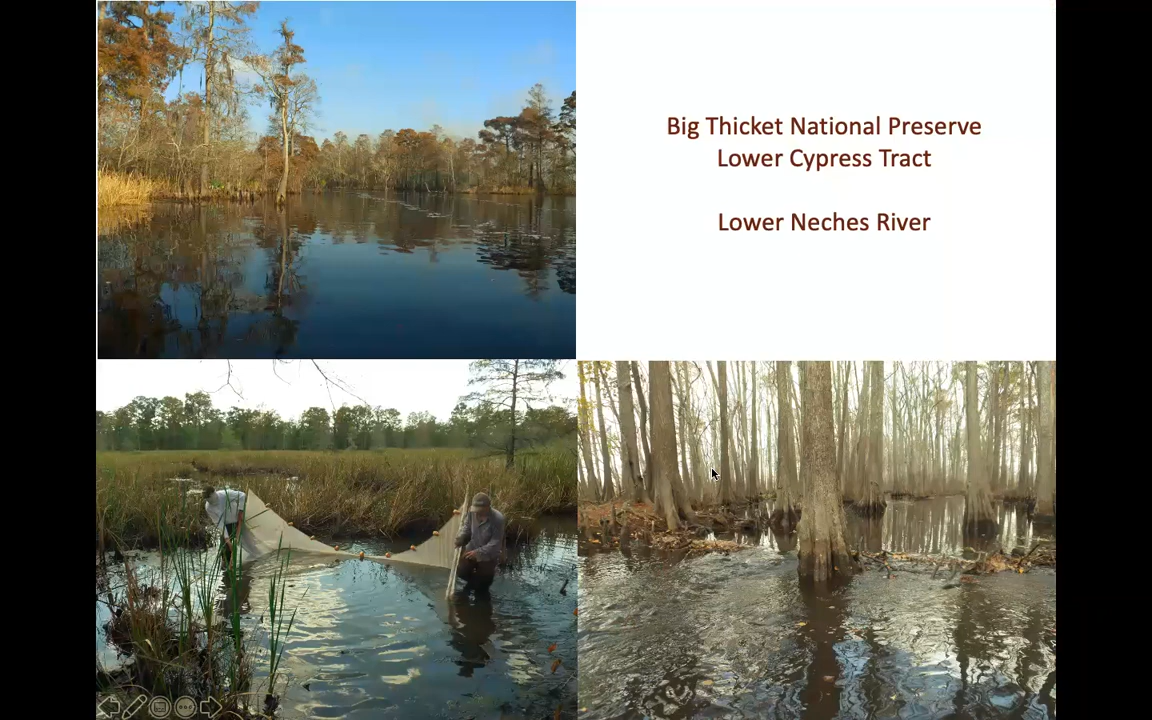 Big Thicket National Preserve
Lower Cypress Tract
Lower Neches River